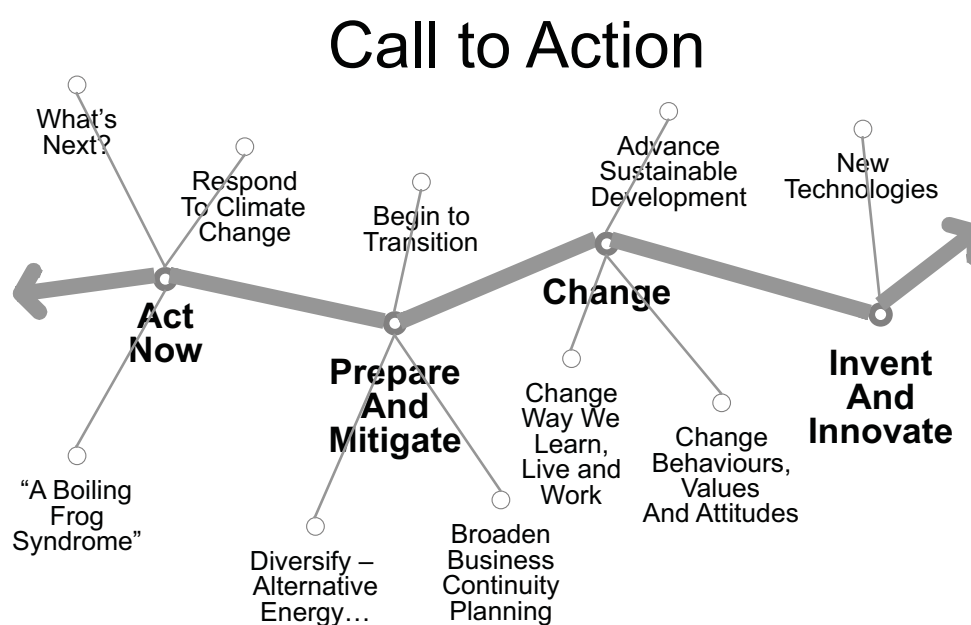 Call to Action
What's
Next?
Respond
To Climate
Change
Begin to
Transition
Advance
Sustainable
Development
New
Technologies
Act
Now
Prepare
And
Mitigate
Change
Invent
And
Innovate
“A Boiling
Frog
Syndrome”
Diversify –
Alternative
Energy…
Broaden
Business
Continuity
Planning
Change
Way We
Learn,
Live and
Work
Change
Behaviours,
Values
And Attitudes